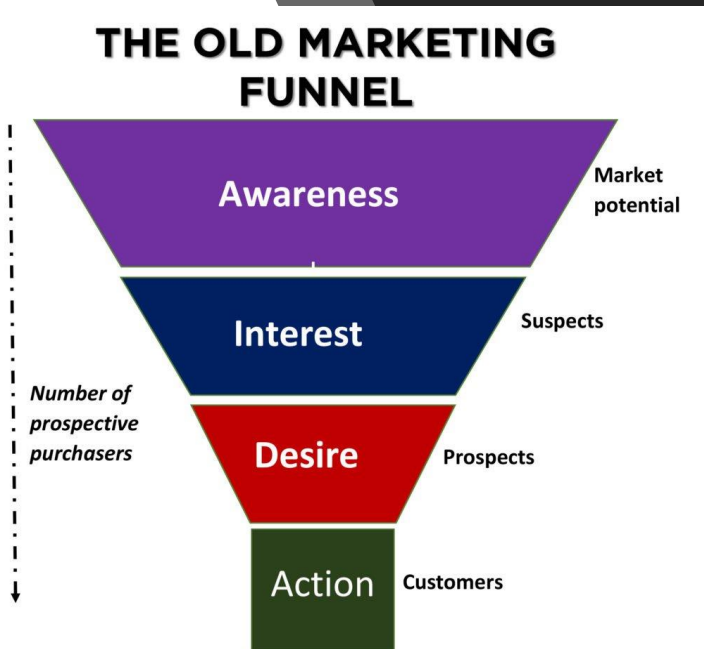 THE OLD MARKETING
FUNNEL
Awareness
Market
potential
Interest
Suspects
Number of
prospective
purchasers
Desire
Prospects
Action
Customers